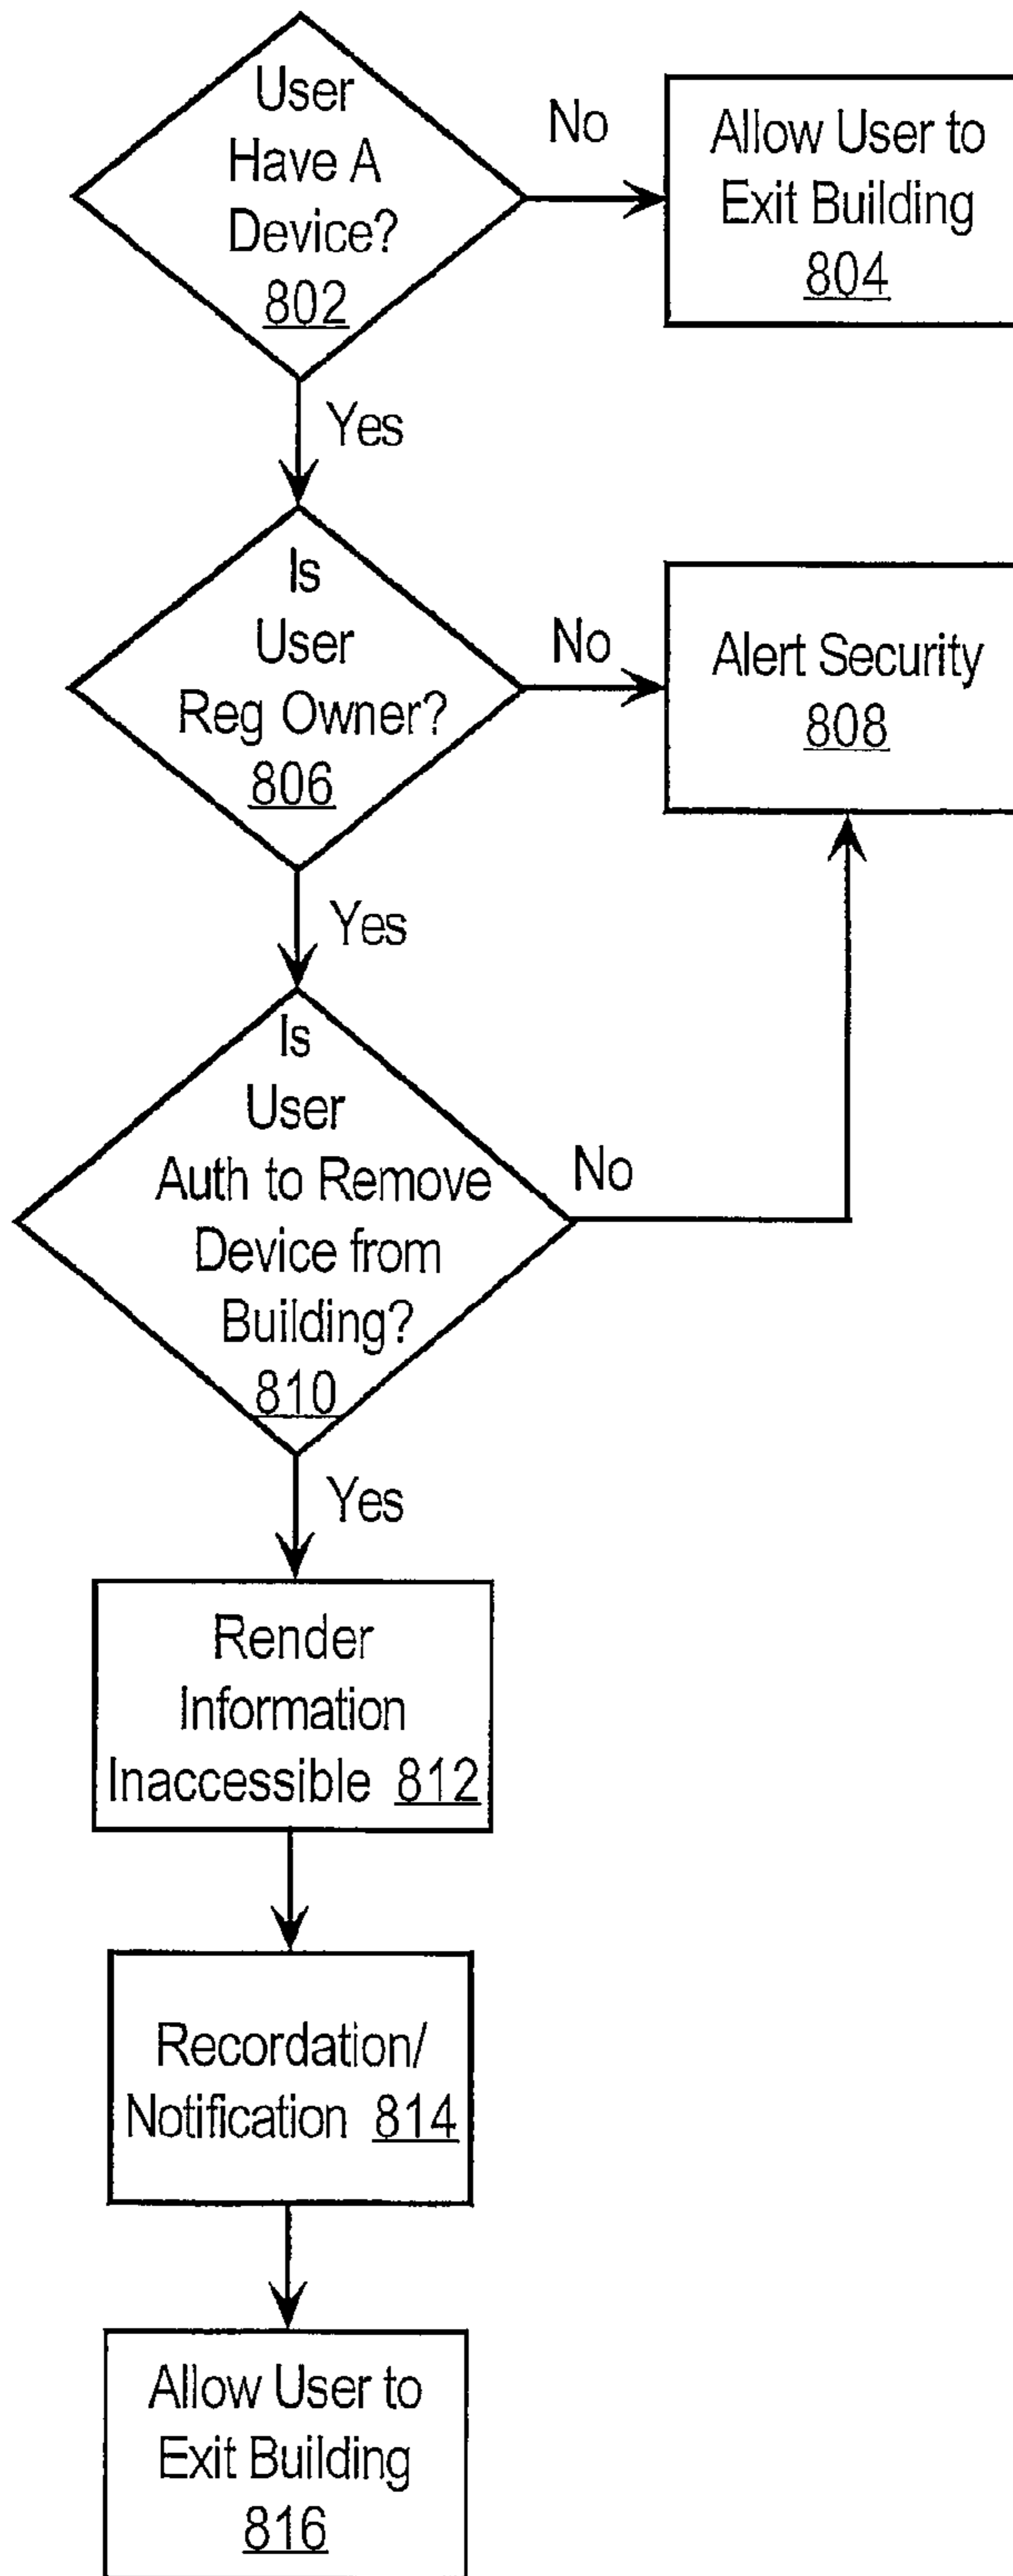 User
Have A
Device?
802
No
Allow User to
Exit Building
804
Yes
Is
User
Reg Owner?
806
No
Alert Security
808
Yes
Is
User
Auth to Remove
Device from
Building?
810
No
Yes
Render
Information
Inaccessible 812
Recordation/
Notification 814
Allow User to
Exit Building
816